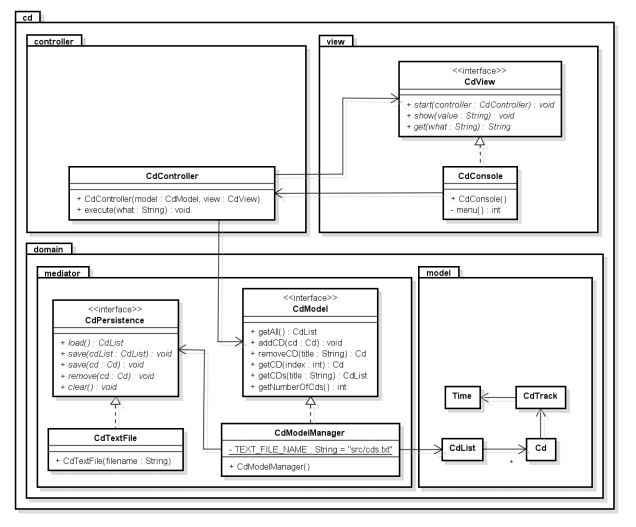 cd
controller
CdController
+ CdController(model : CdModel, view : CdView)
+ execute(what : String) : void
view
<<interface>>
CdView
+ start(controller : CdController) : void
+ show(value : String) : void
+ get(what : String) : String
CdConsole
+ CdConsole()
- menu() : int
domain
mediator
<<interface>>
CdPersistence
+ load() : CdList
+ save(cdList : CdList) : void
+ save(cd : Cd) : void
+ remove(cd : Cd) : void
+ clear() : void
CdTextFile
+ CdTextFile(filename : String)
<<interface>>
CdModel
+ getAll() : CdList
+ addCD(cd : Cd) : void
+ removeCD(title : String) : Cd
+ getCD(index : int) : Cd
+ getCDs(title : String) : CdList
+ getNumberOfCds() : int
CdModelManager
- TEXT_FILE_NAME : String = "src/cds.txt"
+ CdModelManager()
model
Time
CdTrack
CdList
Cd
*